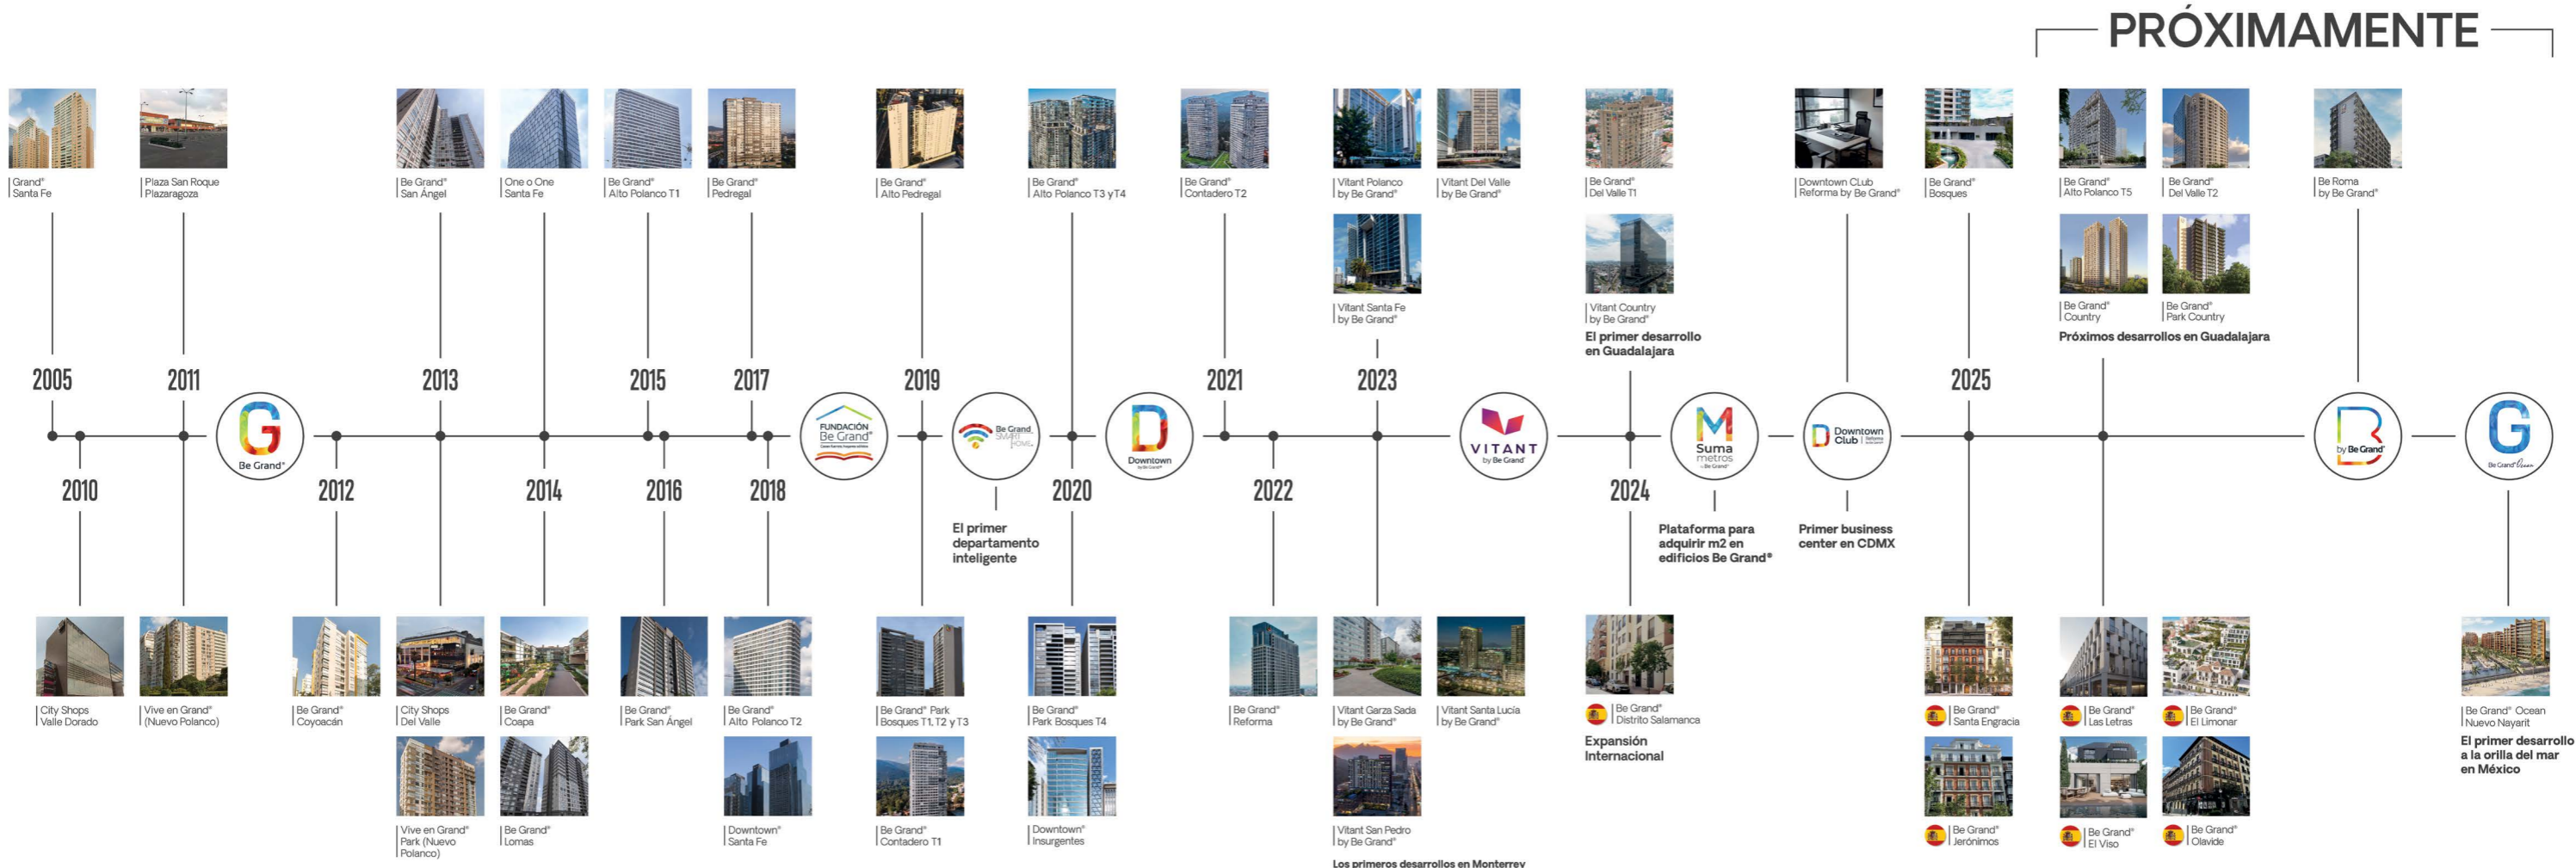 PRÓXIMAMENTE
Grand®
Santa Fe
Plaza San Roque
Plazaragoza
Be Grand®
San Ángel
One o One
Santa Fe
Be Grand®
Alto Polanco T1
Be Grand®
Pedregal
Be Grand®
Alto Pedregal
Be Grand®
Alto Polanco T3 y T4
Be Grand®
Contadero T2
Vitant Polanco
by Be Grand®
Vitant Del Valle
by Be Grand®
Vitant Santa Fe
by Be Grand®
Be Grand®
Del Valle T1
Vitant Country
by Be Grand®
El primer desarrollo
en Guadalajara
Downtown CLub
Reforma by Be Grand®
Be Grand®
Bosques
Be Grand®
Alto Polanco T5
Be Grand®
Del Valle T2
Be Grand®
Country
Be Grand®
Park Country
Próximos desarrollos en Guadalajara
Be Roma
by Be Grand®
2005
2011
2013
2015
2017
2019
2021
2023
2025
G
Be Grand®
FUNDACIÓN
Be Grand®
Be Grand
SMART
HOME
D
Downtown
by Be Grand®
VITANT
by Be Grand®
M
Suma
metros
Be Grand®
D Downtown
Club Reforma
R
by Be Grand®
G
Be Grand® Ocean
2010
2012
2014
2016
2018
2020
2022
2024
El primer
departamento
inteligente
Plataforma para
adquirir m2 en
edificios Be Grand®
Primer business
center en CDMX
City Shops
Valle Dorado
Vive en Grand®
(Nuevo Polanco)
Be Grand®
Coyoacán
City Shops
Del Valle
Vive en Grand®
Park (Nuevo
Polanco)
Be Grand®
Coapa
Be Grand®
Lomas
Be Grand®
Park San Ángel
Be Grand®
Alto Polanco T2
Downtown®
Santa Fe
Be Grand® Park
Bosques T1, T2 y T3
Be Grand®
Contadero T1
Be Grand®
Park Bosques T4
Downtown®
Insurgentes
Be Grand®
Reforma
Vitant Garza Sada
by Be Grand®
Vitant Santa Lucía
by Be Grand®
Vitant San Pedro
by Be Grand®
Los primeros desarrollos en Monterrey
Be Grand®
Distrito Salamanca
Expansión
Internacional
Be Grand®
Santa Engracia
Be Grand®
Jerónimos
Be Grand®
Las Letras
Be Grand®
El Limonar
Be Grand®
El Viso
Be Grand®
Olavide
Be Grand® Ocean
Nuevo Nayarit
El primer desarrollo
a la orilla del mar
en México